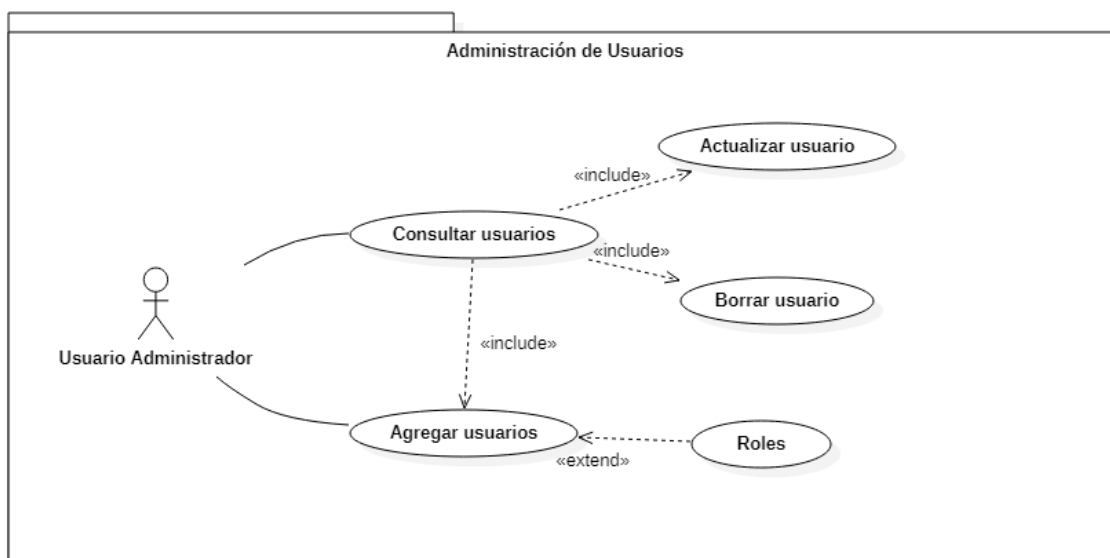 Administración de Usuarios
Actualizar usuario
«include»
Consultar usuarios
«include»
Borrar usuario
Usuario Administrador
«include»
Agregar usuarios
Roles
«extend»